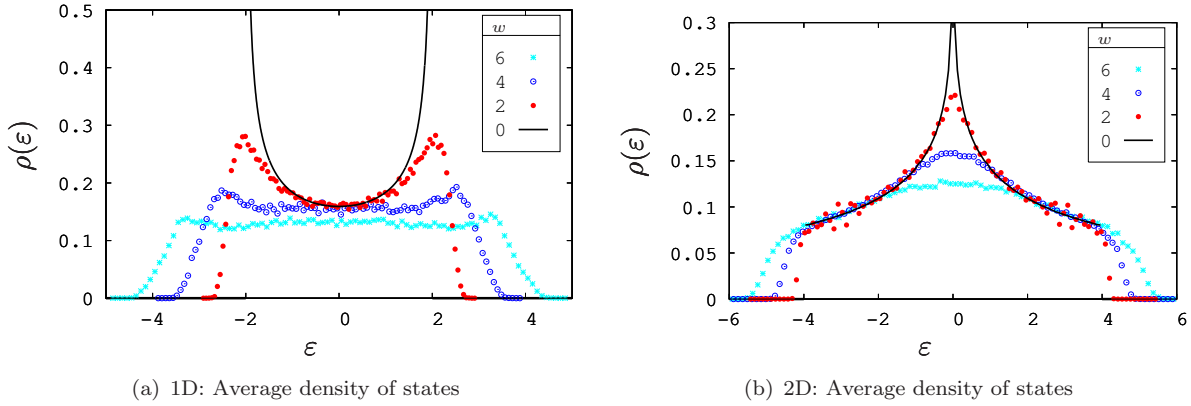 0.5
0.4
0.3
0.2
0.1
0
ρ(ε)
w
6
4
2
0
−4 −2 0 2 4
ε
(a) 1D: Average density of states
0.3
0.25
0.2
0.15
0.1
0.05
0
ρ(ε)
w
6
4
2
0
−6 −4 −2 0 2 4 6
ε
(b) 2D: Average density of states